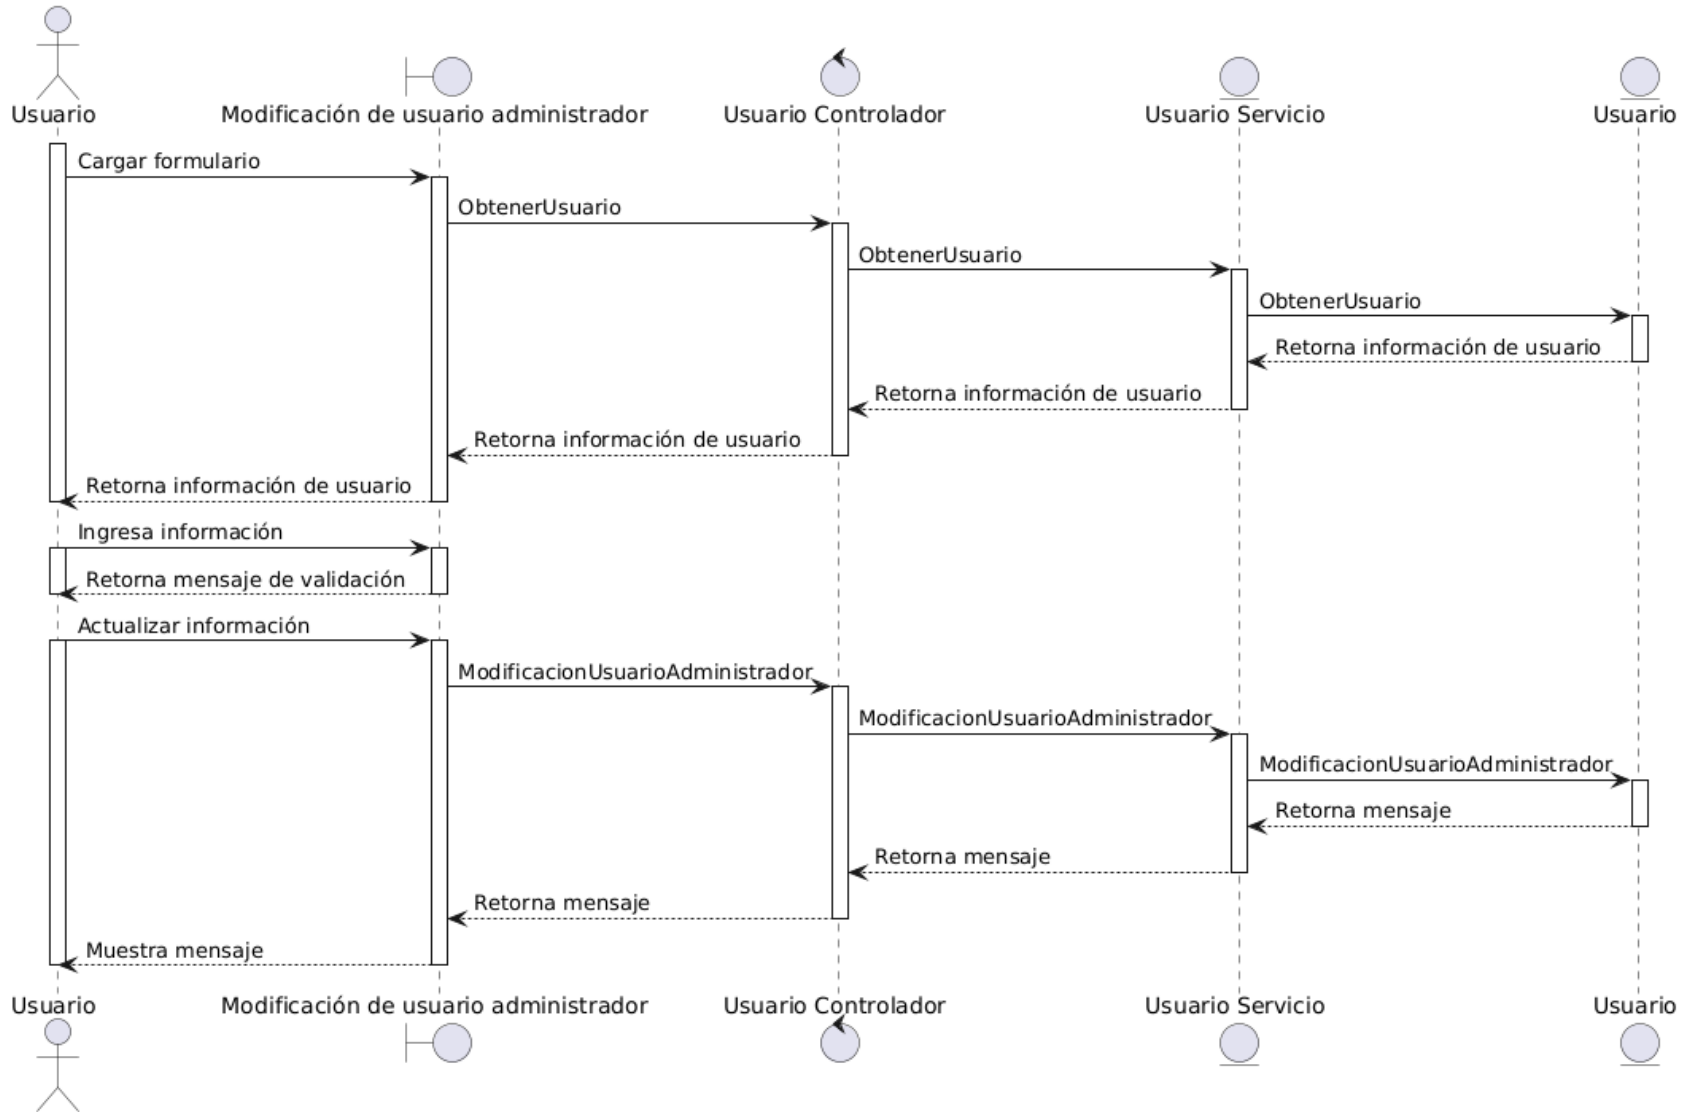 Usuario
Modificación de usuario administrador
Usuario Controlador
Usuario Servicio
Usuario
Cargar formulario
ObtenerUsuario
ObtenerUsuario
ObtenerUsuario
Retorna información de usuario
Retorna información de usuario
Retorna información de usuario
Retorna información de usuario
Ingresa información
Retorna mensaje de validación
Actualizar información
ModificacionUsuarioAdministrador
ModificacionUsuarioAdministrador
ModificacionUsuarioAdministrador
Retorna mensaje
Retorna mensaje
Retorna mensaje
Muestra mensaje
Usuario
Modificación de usuario administrador
Usuario Controlador
Usuario Servicio
Usuario